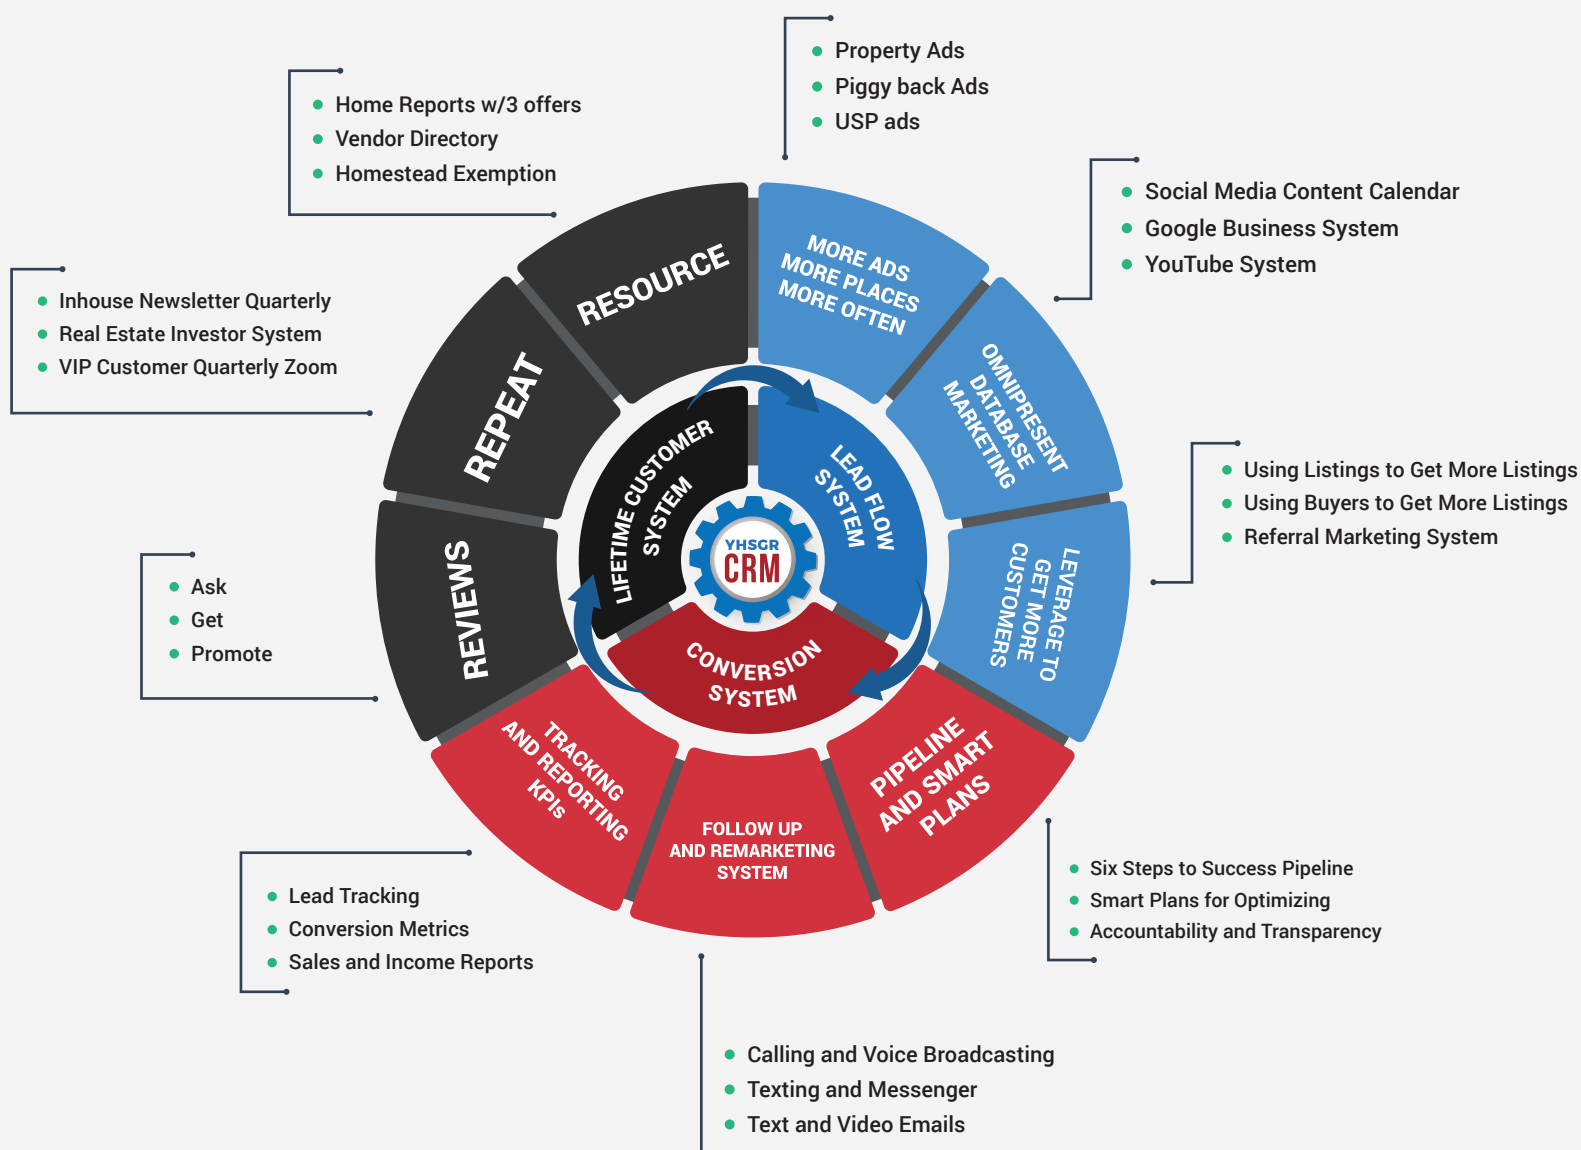 Property Ads
Piggy back Ads
USP ads
Home Reports w/3 offers
Vendor Directory
Homestead Exemption
Social Media Content Calendar
Google Business System
YouTube System
Inhouse Newsletter Quarterly
Real Estate Investor System
VIP Customer Quarterly Zoom
Using Listings to Get More Listings
Using Buyers to Get More Listings
Referral Marketing System
Ask
Get
Promote
RESOURCE
MORE ADS
MORE PLACES
MORE OFTEN
REPEAT
OMNIPRESENT
DATABASE
MARKETING
LIFETIME CUSTOMER
SYSTEM
LEAD FLOW
SYSTEM
YHSGR
CRM
REVIEWS
LEVERAGE TO
GET MORE
CUSTOMERS
CONVERSION
SYSTEM
TRACKING
AND REPORTING
KPIs
FOLLOW UP
AND REMARKETING
SYSTEM
PIPELINE
AND SMART
PLANS
Lead Tracking
Conversion Metrics
Sales and Income Reports
Six Steps to Success Pipeline
Smart Plans for Optimizing
Accountability and Transparency
Calling and Voice Broadcasting
Texting and Messenger
Text and Video Emails